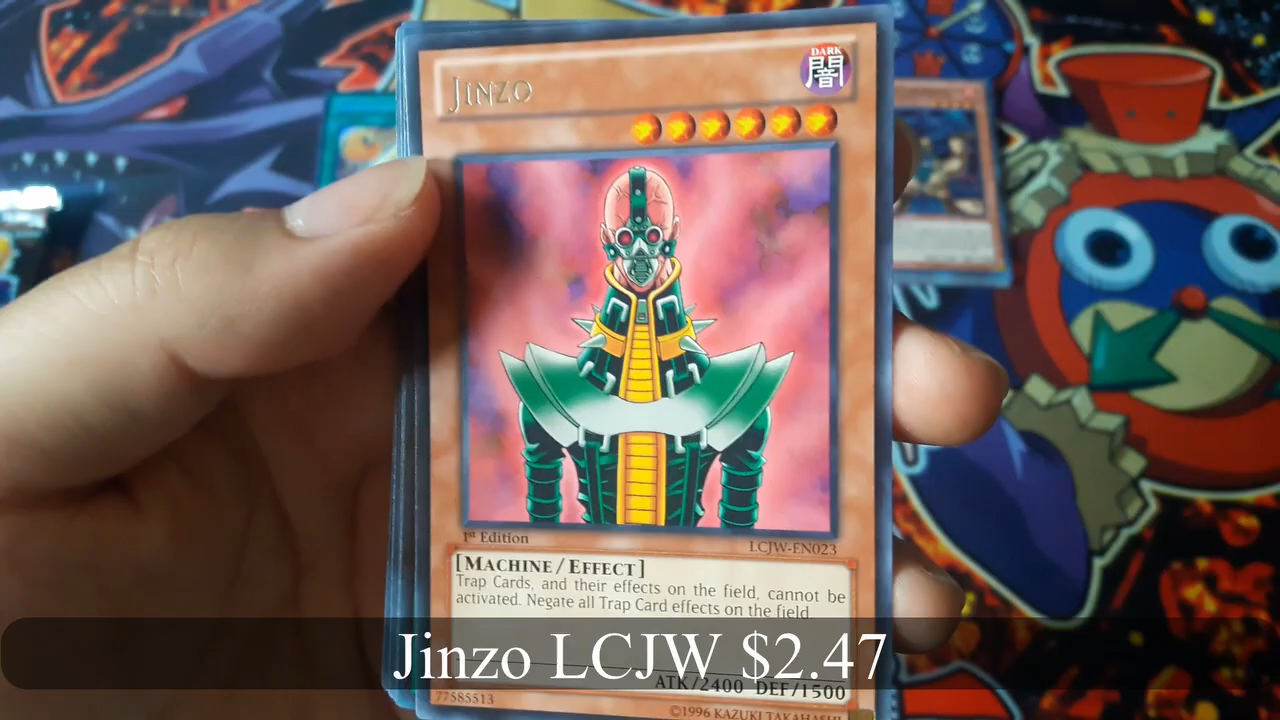 JINZO
DARK
闇
1st Edition
LCJW-EN023
[MACHINE/EFFECT]
Trap Cards, and their effects on the field, cannot be
activated. Negate all Trap Card effects on the field.
Jinzo LCJW $2.47
ATK/2400 DEF/1500
77585513
©1996 KAZUKI TAKAHASHI